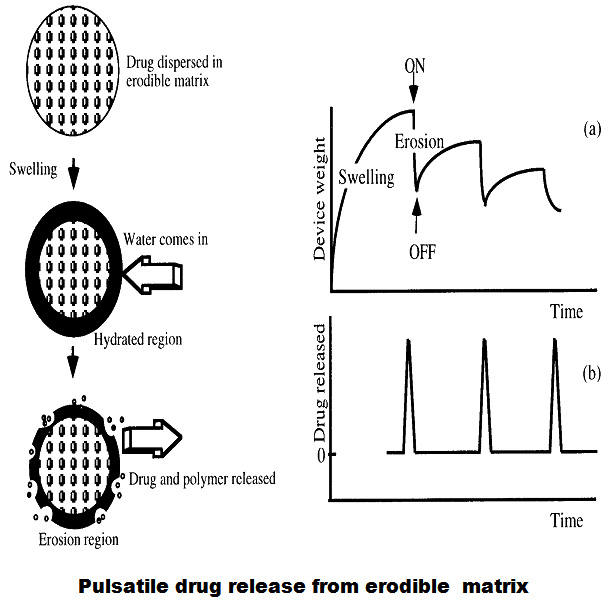 Drug dispersed in
erodible matrix
Swelling
Water comes in
Hydrated region
Drug and polymer released
Erosion region
ON
(a)
Erosion
Swelling
Device weight
OFF
Time
(b)
Drug released
0
Time
Pulsatile drug release from erodible matrix